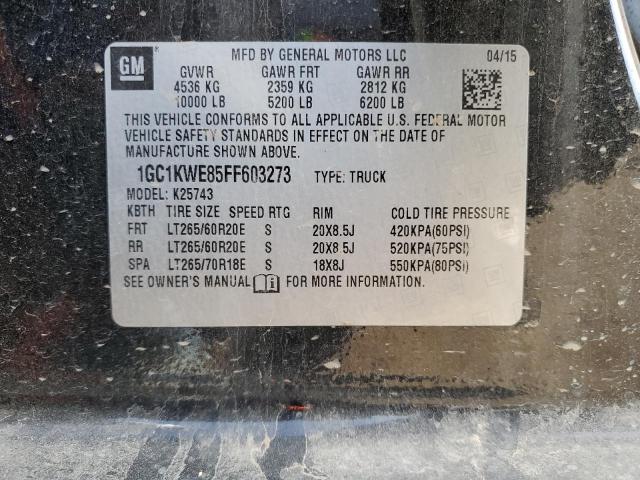 GM
MFD BY GENERAL MOTORS LLC 04/15
GVWR GAWR FRT GAWR RR
4536 KG 2359 KG 2812 KG
10000 LB 5200 LB 6200 LB
THIS VEHICLE CONFORMS TO ALL APPLICABLE U.S. FEDERAL MOTOR
VEHICLE SAFETY STANDARDS IN EFFECT ON THE DATE OF
MANUFACTURE SHOWN ABOVE.
1GC1KWE85FF603273 TYPE: TRUCK
MODEL: K25743
KBTH TIRE SIZE SPEED RTG RIM COLD TIRE PRESSURE
FRT LT265/60R20E S 20X8.5J 420KPA(60PSI)
RR LT265/60R20E S 20X8.5J 520KPA(75PSI)
SPA LT265/70R18E S 18X8J 550KPA(80PSI)
SEE OWNER'S MANUAL FOR MORE INFORMATION.